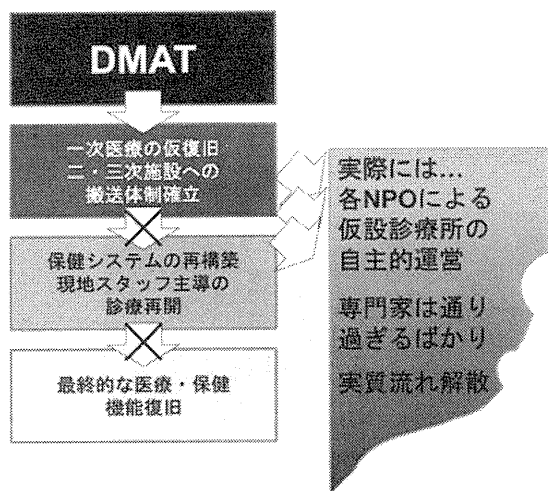 DMAT
一次医療の仮復旧
二・三次施設への
搬送体制確立
保健システムの再構築
現地スタッフ主導の
診療再開
最終的な医療・保健
機能復旧
実際には…
各NPOによる
仮設診療所の
自主的運営
専門家は通り
過ぎるばかり
実質流れ解散